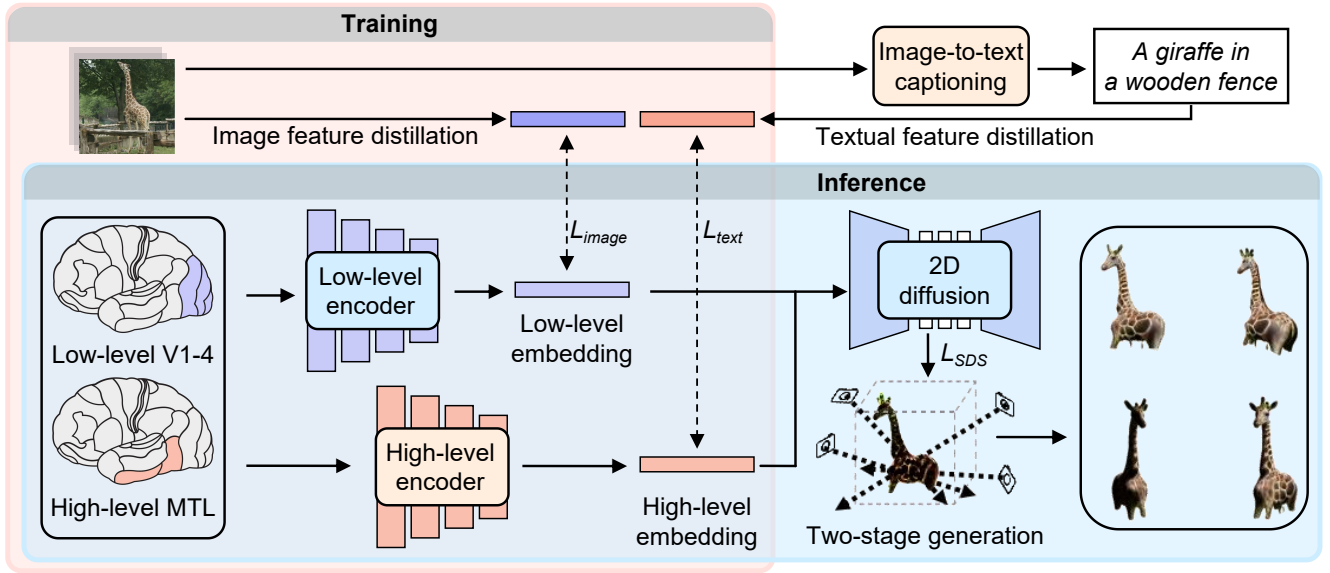 Training
Image-to-text
captioning
A giraffe in
a wooden fence
Image feature distillation
Textual feature distillation
Inference
L_image
L_text
Low-level
encoder
2D
diffusion
Low-level
embedding
Low-level V1-4
L_SDS
High-level
encoder
High-level MTL
High-level
embedding
Two-stage generation